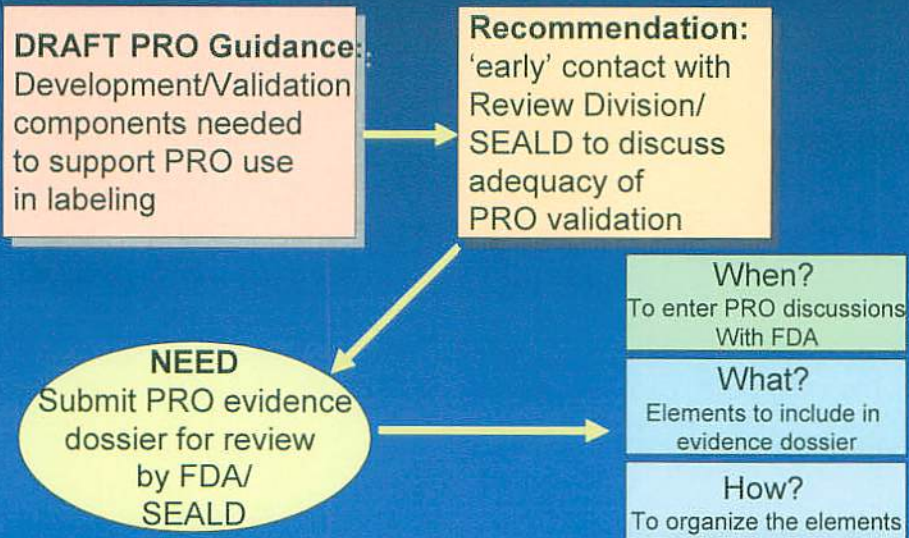 DRAFT PRO Guidance:
Development/Validation
components needed
to support PRO use
in labeling
Recommendation:
‘early’ contact with
Review Division/
SEALD to discuss
adequacy of
PRO validation
NEED
Submit PRO evidence
dossier for review
by FDA/
SEALD
When?
To enter PRO discussions
With FDA
What?
Elements to include in
evidence dossier
How?
To organize the elements